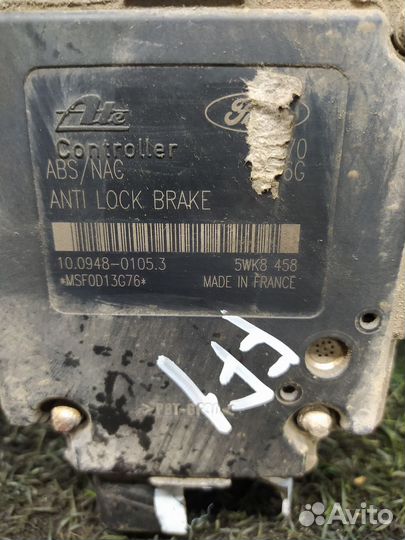 Ate
Ford
Controller
ABS/NAC
ANTI LOCK BRAKE
10.0948-0105.3 5WK8 458
*MSF0D13G76* MADE IN FRANCE
Avito